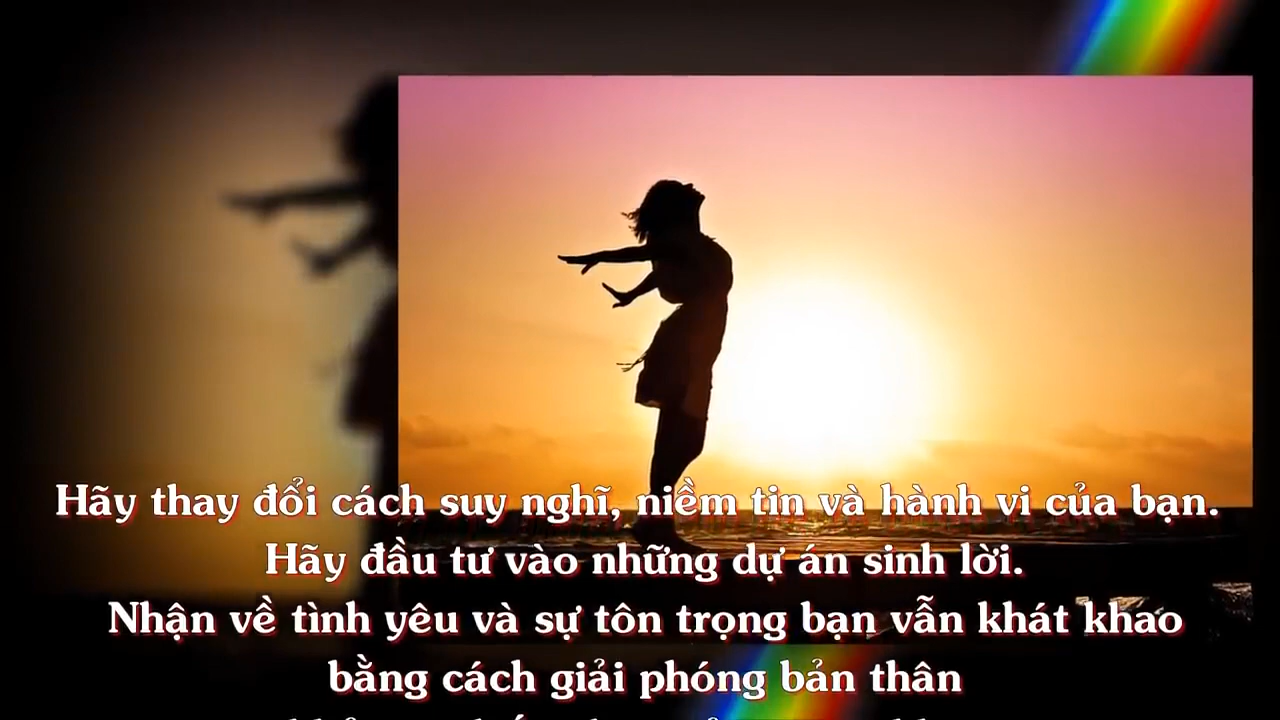 Hãy thay đổi cách suy nghĩ, niềm tin và hành vi của bạn.
Hãy đầu tư vào những dự án sinh lời.
Nhận về tình yêu và sự tôn trọng bạn vẫn khát khao
bằng cách giải phóng bản thân